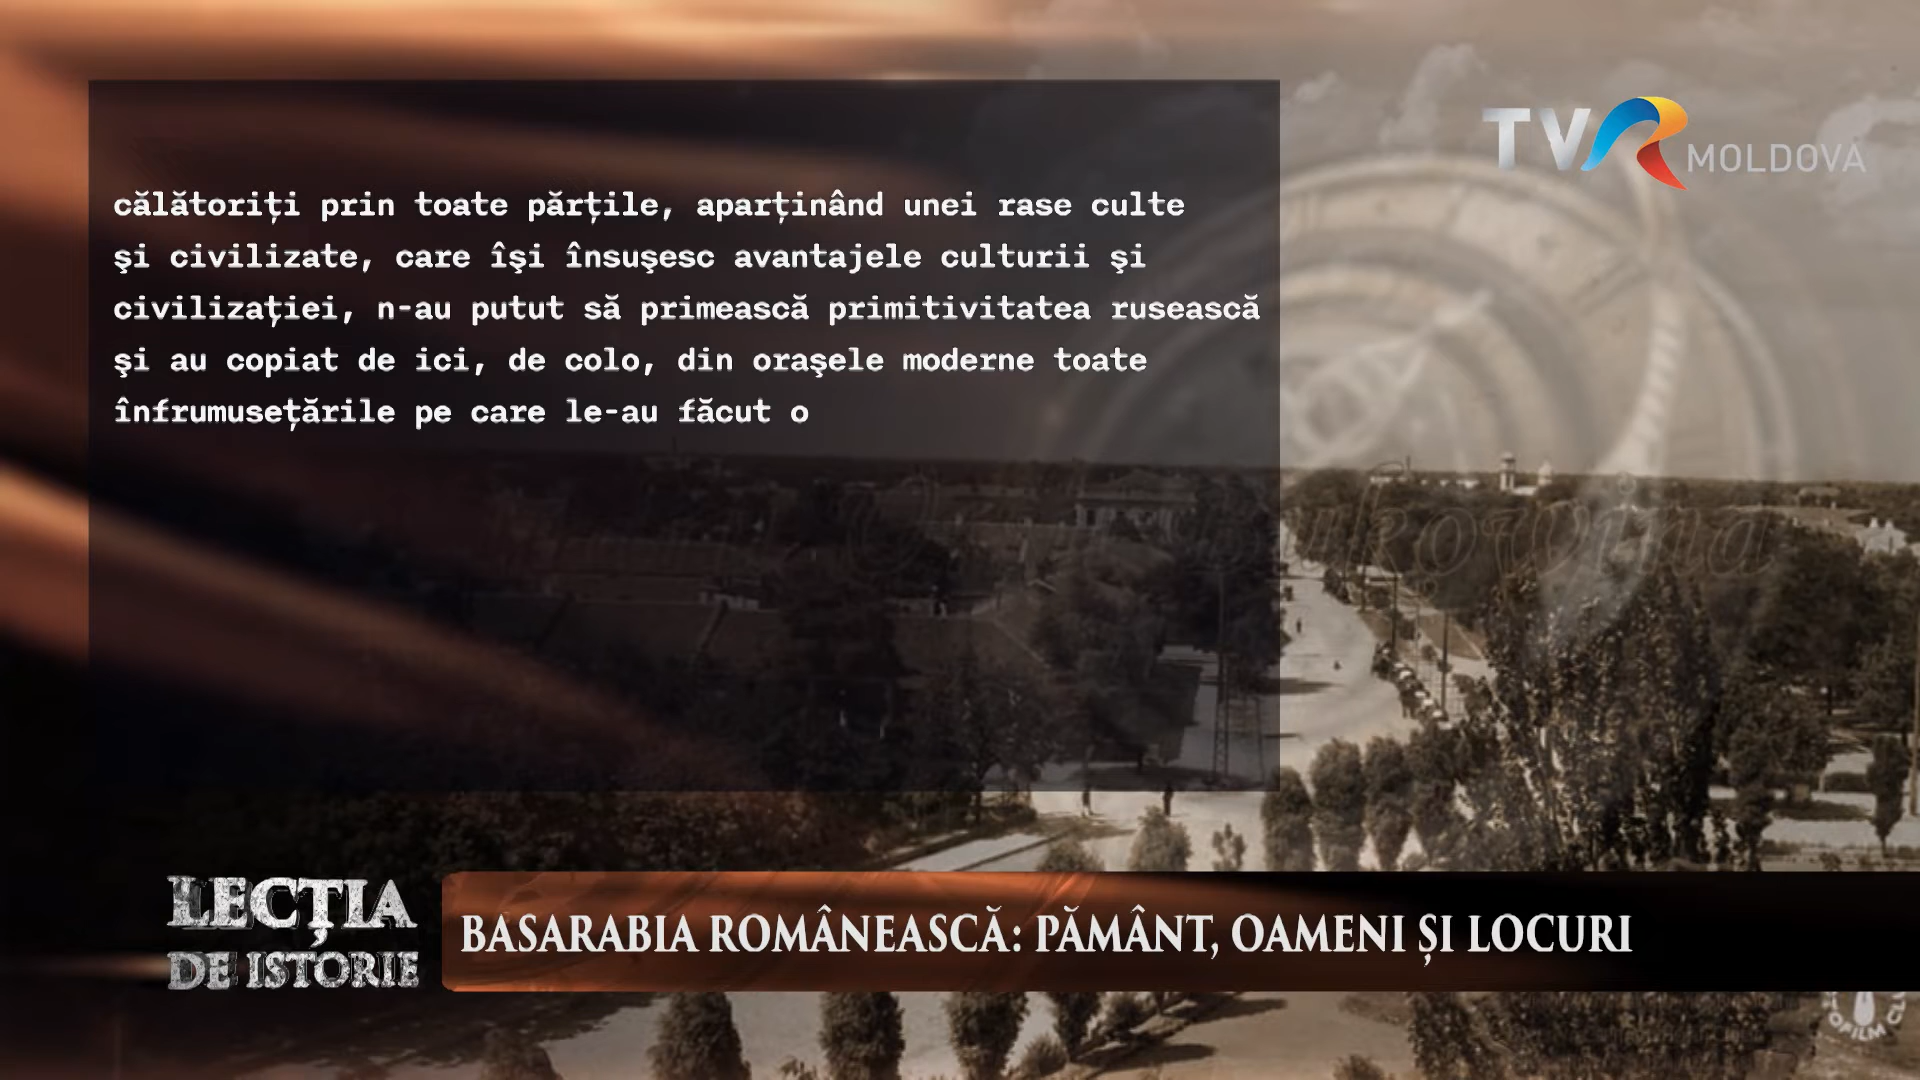 TVR MOLDOVA
călătoriți prin toate părțile, aparținând unei rase culte
şi civilizate, care îşi însuşesc avantajele culturii şi
civilizației, n-au putut să primească primitivitatea rusească
şi au copiat de ici, de colo, din oraşele moderne toate
înfrumusețările pe care le-au făcut o
LECȚIA
DE ISTORIE
BASARABIA ROMÂNEASCĂ: PĂMÂNT, OAMENI ȘI LOCURI